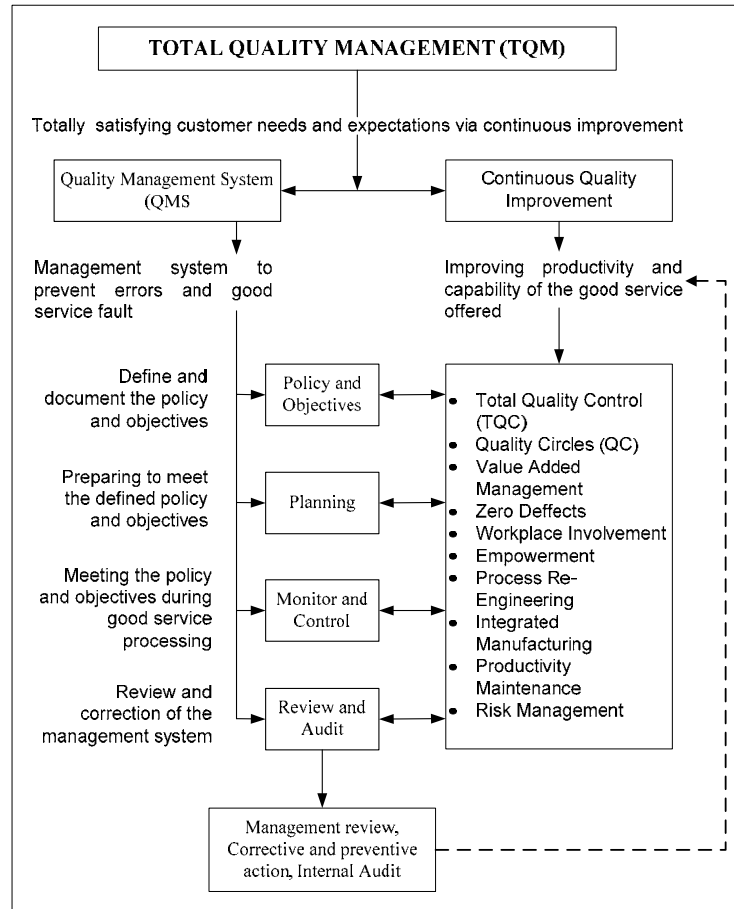 TOTAL QUALITY MANAGEMENT (TQM)
Totally satisfying customer needs and expectations via continuous improvement
Quality Management System
(QMS
Continuous Quality
Improvement
Management system to
prevent errors and good
service fault
Improving productivity and
capability of the good service
offered
Define and
document the policy
and objectives
Policy and
Objectives
Preparing to meet
the defined policy
and objectives
Planning
Meeting the policy
and objectives during
good service
processing
Monitor and
Control
Review and
correction of the
management system
Review and
Audit
• Total Quality Control
(TQC)
• Quality Circles (QC)
• Value Added
Management
• Zero Deffects
• Workplace Involvement
• Empowerment
• Process Re-
Engineering
• Integrated
Manufacturing
• Productivity
Maintenance
• Risk Management
Management review,
Corrective and preventive
action, Internal Audit